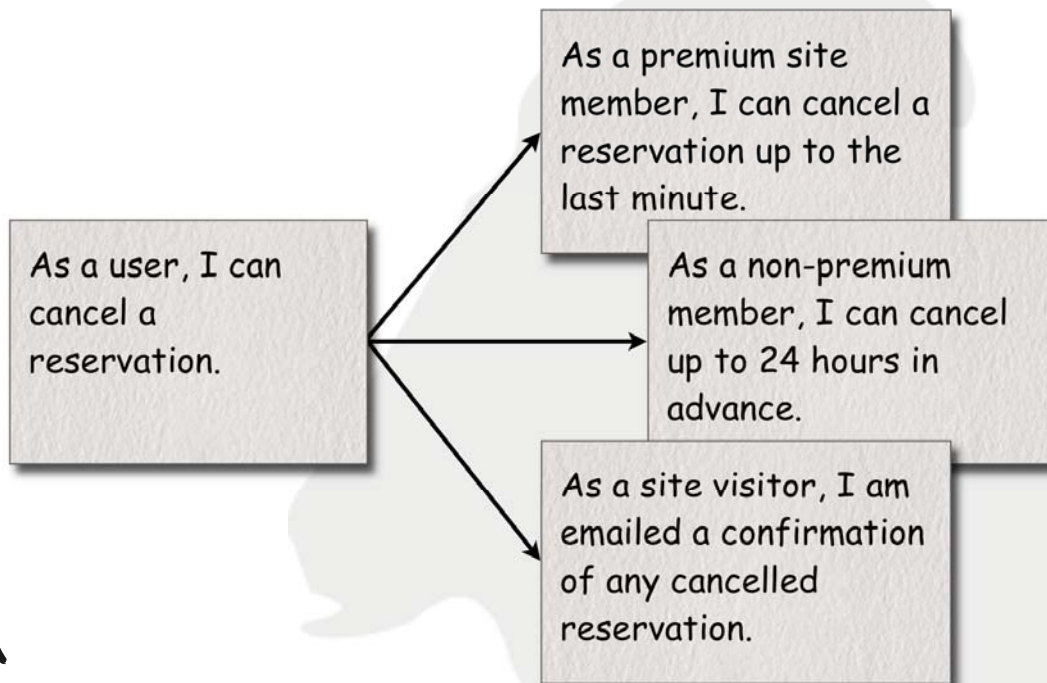 As a user, I can
cancel a
reservation.
As a premium site
member, I can cancel a
reservation up to the
last minute.
As a non-premium
member, I can cancel
up to 24 hours in
advance.
As a site visitor, I am
emailed a confirmation
of any cancelled
reservation.